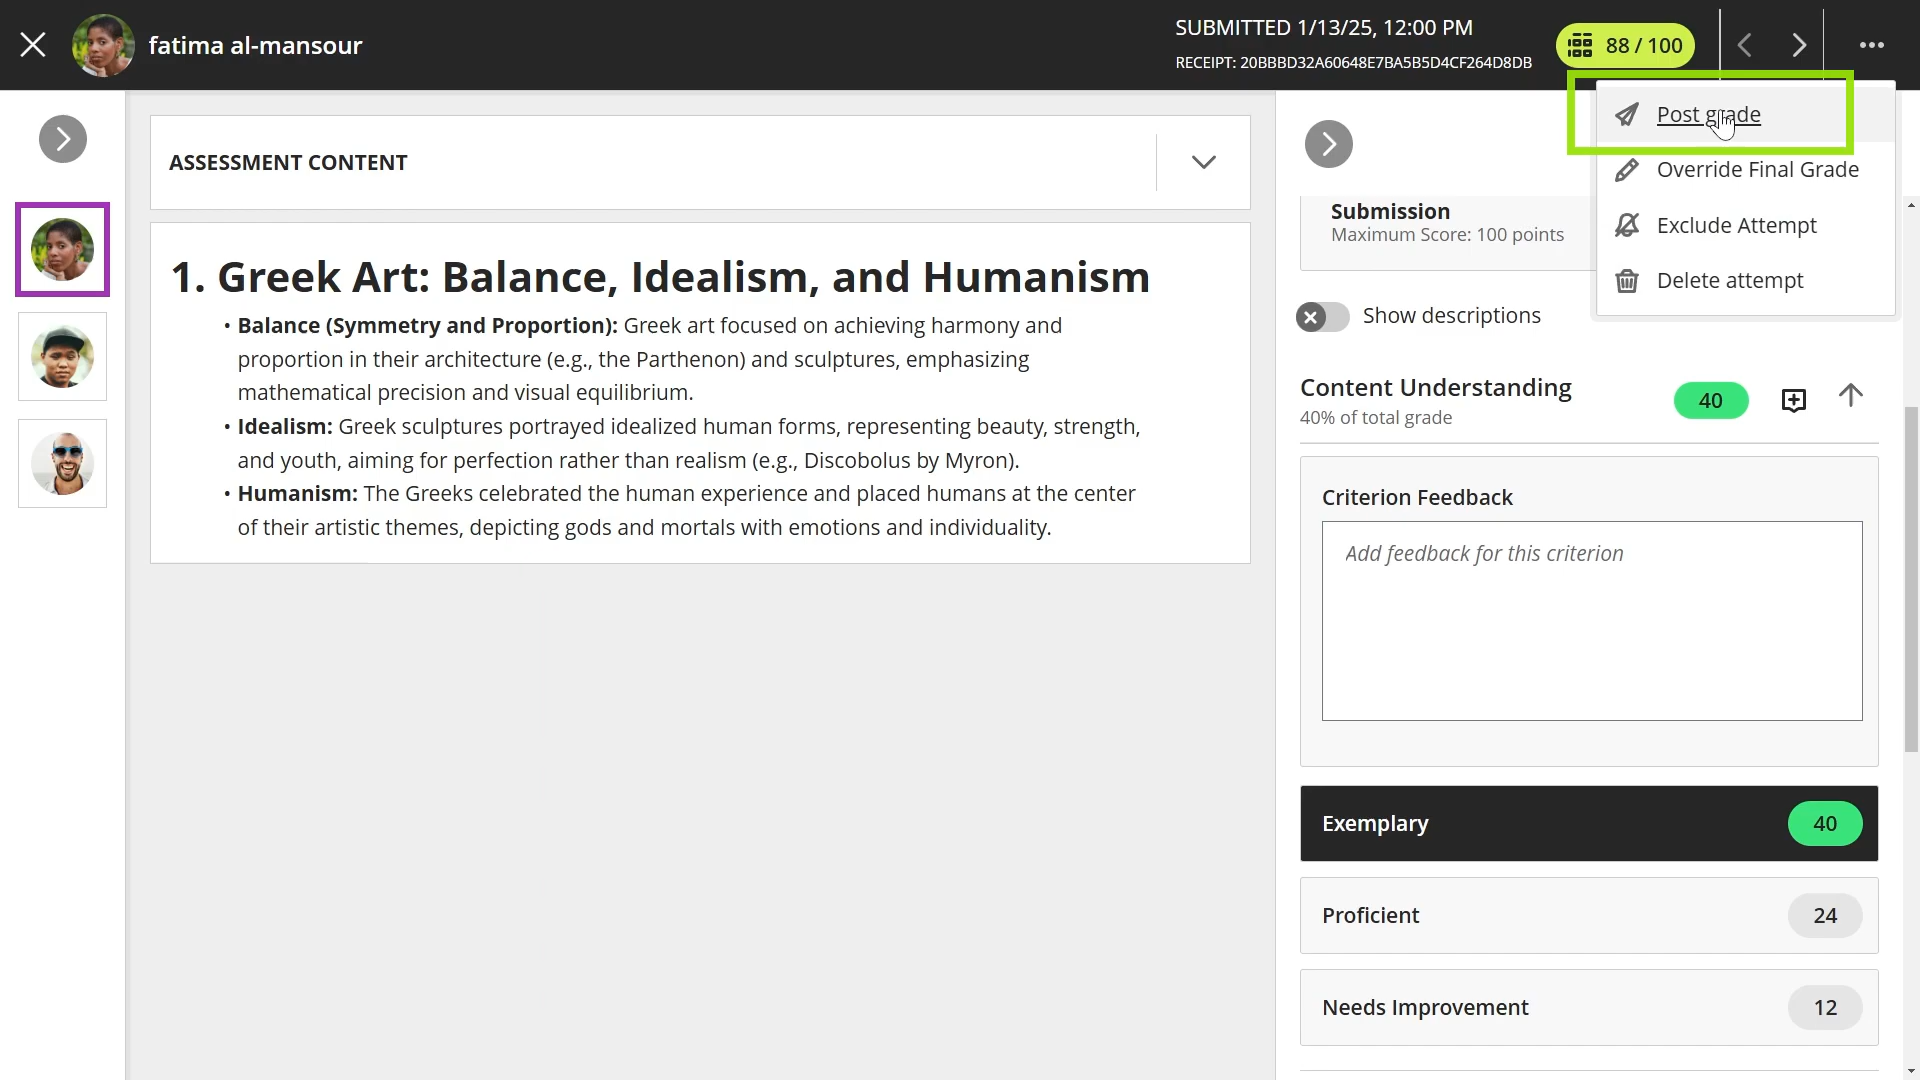 fatima al-mansour
SUBMITTED 1/13/25, 12:00 PM
RECEIPT: 20BBBD32A60648E7BA5B5D4CF264D8DB
88 / 100
Post grade
Override Final Grade
Exclude Attempt
Delete attempt
ASSESSMENT CONTENT
1. Greek Art: Balance, Idealism, and Humanism
• Balance (Symmetry and Proportion): Greek art focused on achieving harmony and
proportion in their architecture (e.g., the Parthenon) and sculptures, emphasizing
mathematical precision and visual equilibrium.
• Idealism: Greek sculptures portrayed idealized human forms, representing beauty, strength,
and youth, aiming for perfection rather than realism (e.g., Discobolus by Myron).
• Humanism: The Greeks celebrated the human experience and placed humans at the center
of their artistic themes, depicting gods and mortals with emotions and individuality.
Submission
Maximum Score: 100 points
Show descriptions
Content Understanding
40% of total grade
40
Criterion Feedback
Add feedback for this criterion
Exemplary
40
Proficient
24
Needs Improvement
12